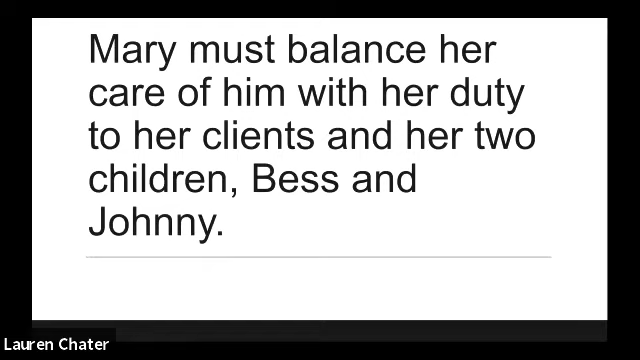 Mary must balance her
care of him with her duty
to her clients and her two
children, Bess and
Johnny.
Lauren Chater